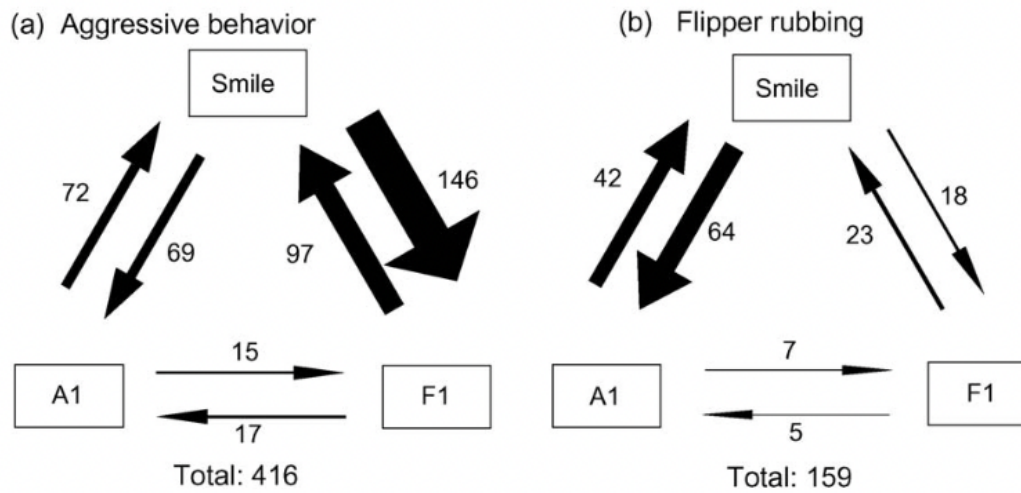 (a) Aggressive behavior
Smile
72
69
97
146
A1
15
17
F1
Total: 416
(b) Flipper rubbing
Smile
42
64
23
18
A1
7
5
F1
Total: 159